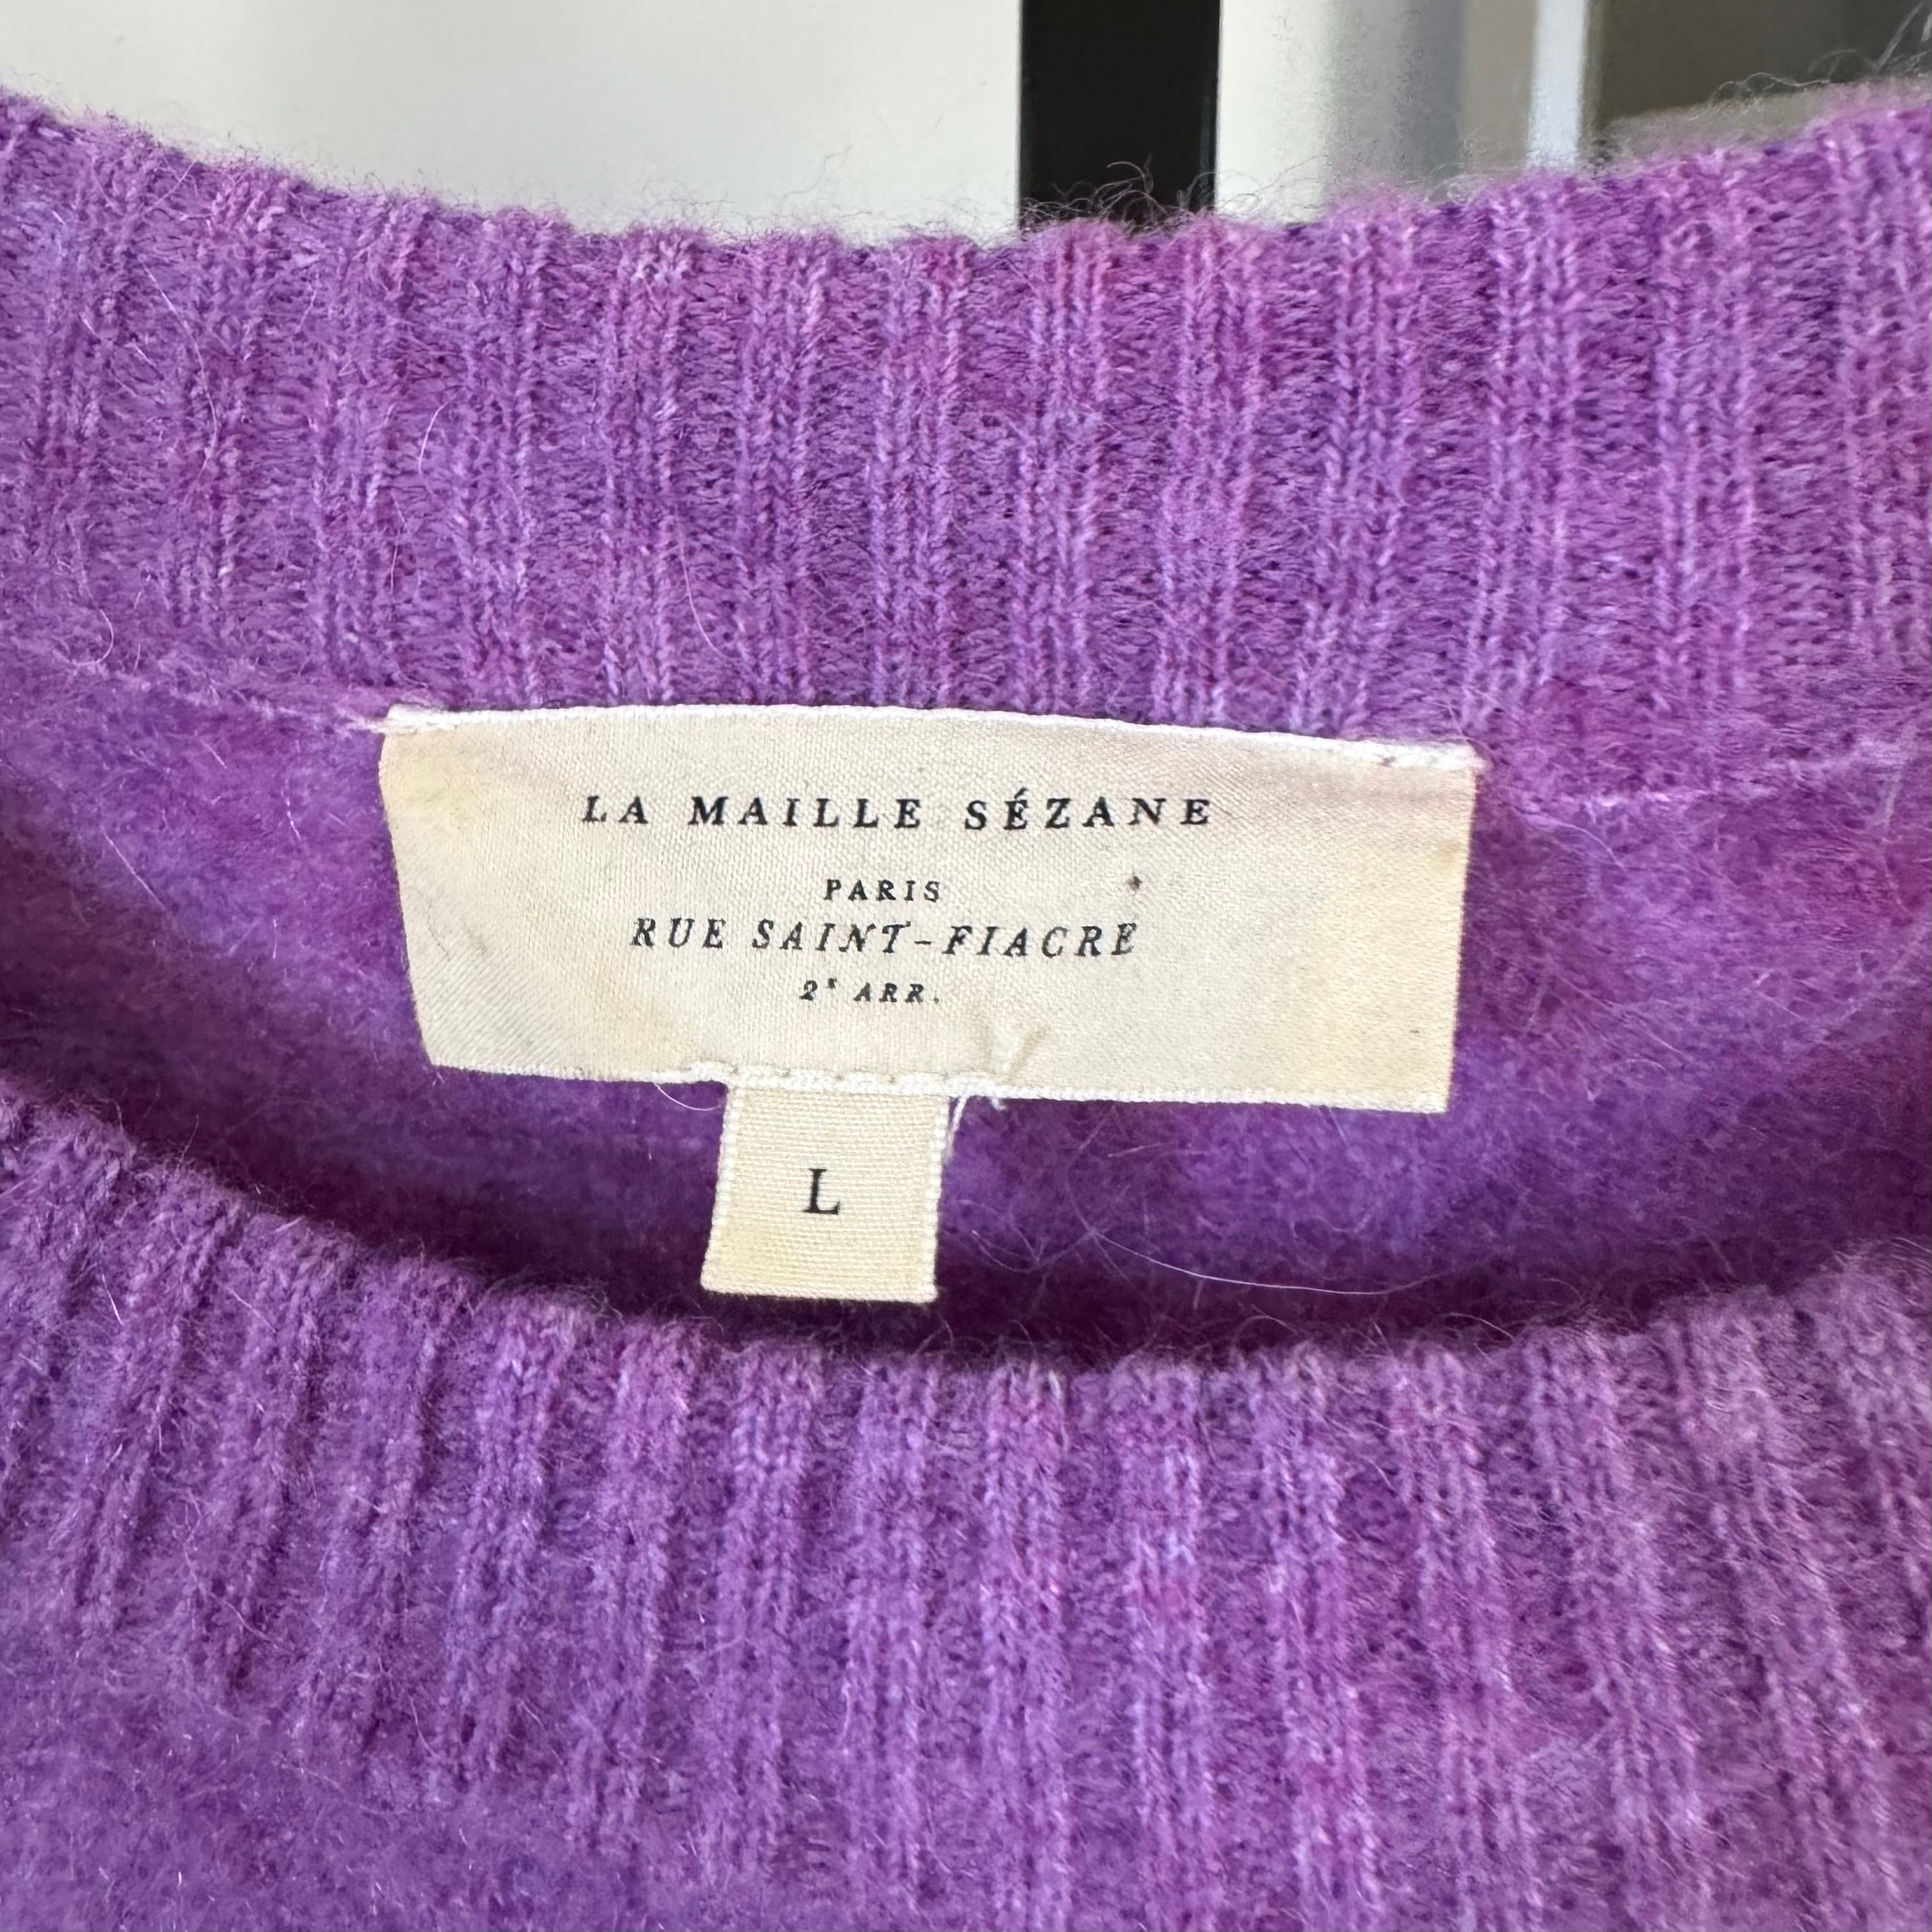 LA MAILLE SÉZANE
PARIS
RUE SAINT-FIACRE
2ᵉ ARR.
L